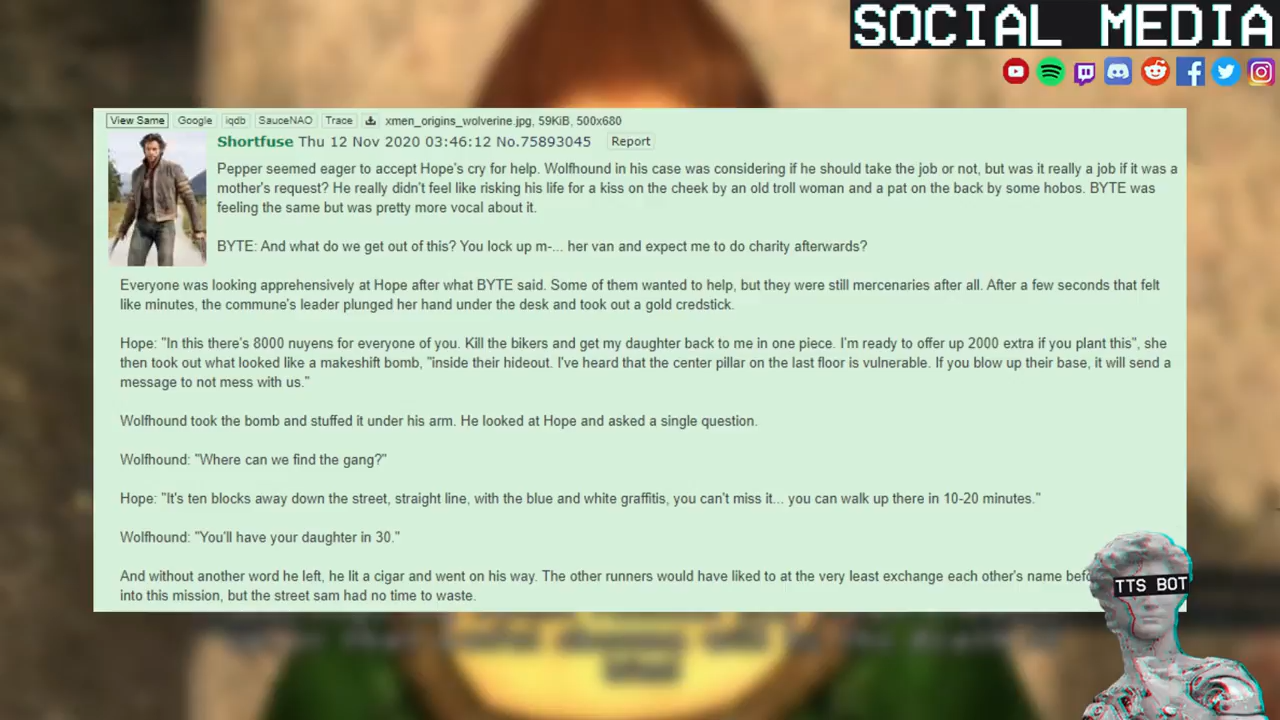 SOCIAL MEDIA
View Same Google iqdb SauceNAO Trace xmen_origins_wolverine.jpg, 59KiB, 500x680
Shortfuse Thu 12 Nov 2020 03:46:12 No.75893045 Report
Pepper seemed eager to accept Hope's cry for help. Wolfhound in his case was considering if he should take the job or not, but was it really a job if it was a
mother's request? He really didn't feel like risking his life for a kiss on the cheek by an old troll woman and a pat on the back by some hobos. BYTE was
feeling the same but was pretty more vocal about it.
BYTE: And what do we get out of this? You lock up m-... her van and expect me to do charity afterwards?
Everyone was looking apprehensively at Hope after what BYTE said. Some of them wanted to help, but they were still mercenaries after all. After a few seconds that felt
like minutes, the commune's leader plunged her hand under the desk and took out a gold credstick.
Hope: "In this there's 8000 nuyens for everyone of you. Kill the bikers and get my daughter back to me in one piece. I'm ready to offer up 2000 extra if you plant this", she
then took out what looked like a makeshift bomb, "inside their hideout. I've heard that the center pillar on the last floor is vulnerable. If you blow up their base, it will send a
message to not mess with us."
Wolfhound took the bomb and stuffed it under his arm. He looked at Hope and asked a single question.
Wolfhound: "Where can we find the gang?"
Hope: "It's ten blocks away down the street, straight line, with the blue and white graffitis, you can't miss it... you can walk up there in 10-20 minutes."
Wolfhound: "You'll have your daughter in 30."
And without another word he left, he lit a cigar and went on his way. The other runners would have liked to at the very least exchange each other's name
into this mission, but the street sam had no time to waste.
TTS BOT